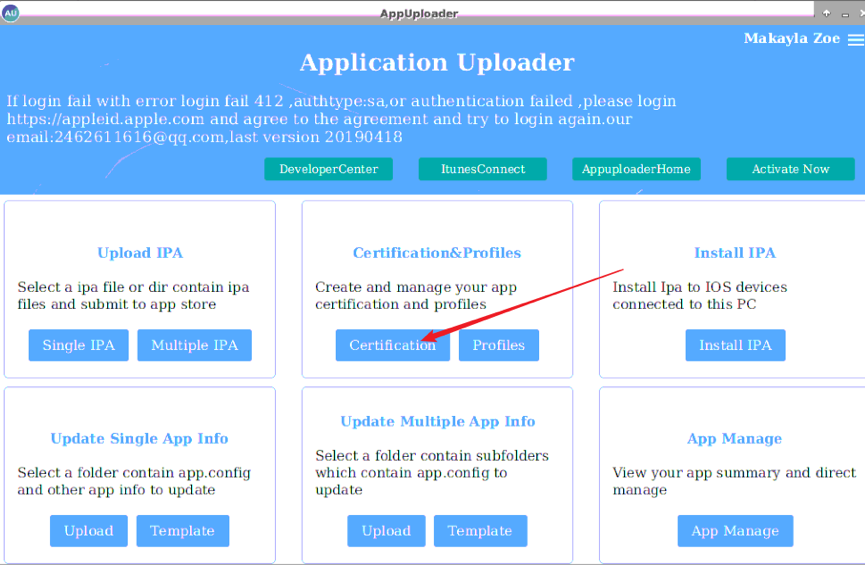 AU
AppUploader
Makayla Zoe
Application Uploader
If login fail with error login fail 412 ,authtype:sa,or authentication failed ,please login
https://appleid.apple.com and agree to the agreement and try to login again.our
email:2462611616@qq.com,last version 20190418
DeveloperCenter
ItunesConnect
AppuploaderHome
Activate Now
Upload IPA
Select a ipa file or dir contain ipa
files and submit to app store
Single IPA
Multiple IPA
Certification&Profiles
Create and manage your app
certification and profiles
Certification
Profiles
Install IPA
Install Ipa to IOS devices
connected to this PC
Install IPA
Update Single App Info
Select a folder contain app.config
and other app info to update
Upload
Template
Update Multiple App Info
Select a folder contain subfolders
which contain app.config to
update
Upload
Template
App Manage
View your app summary and direct
manage
App Manage